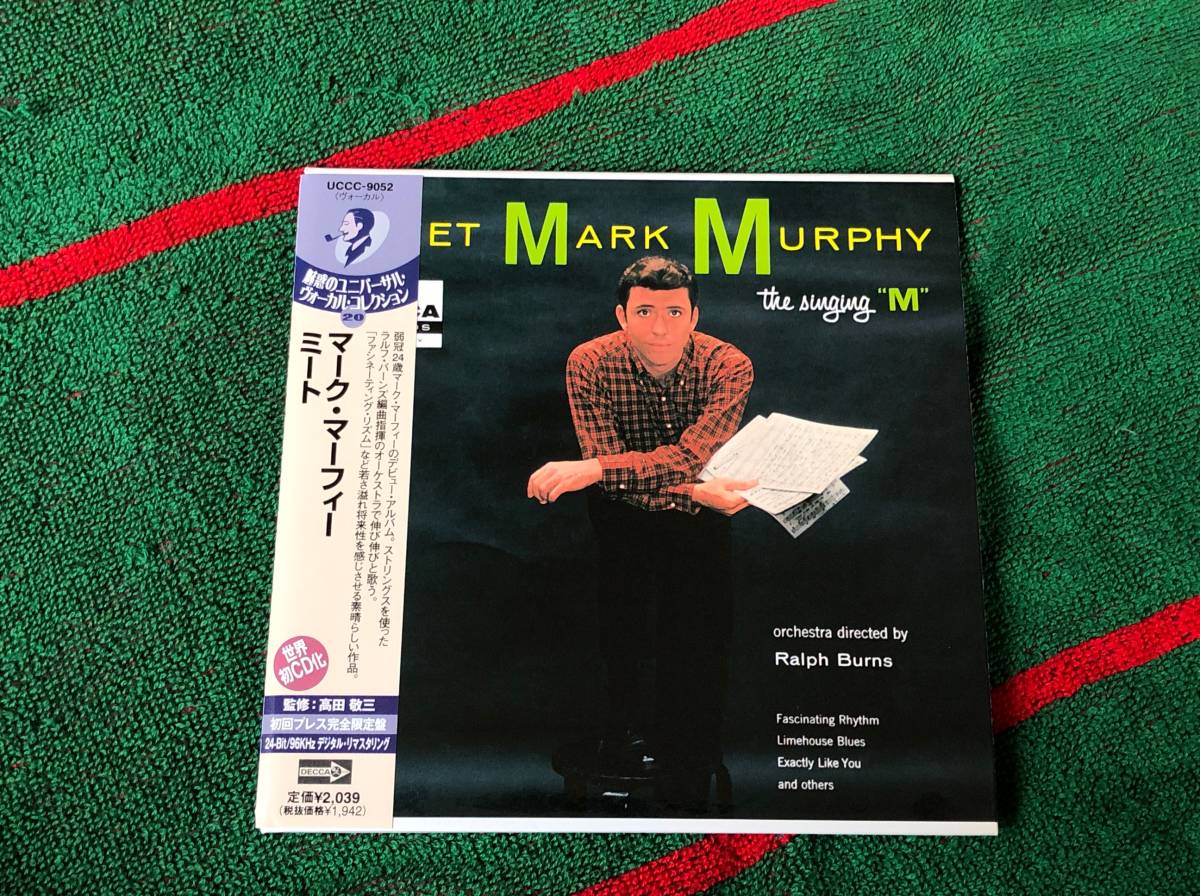 UCCC-9052
〈ヴォーカル〉
魅惑のユニバーサル・
ヴォーカル・コレクション
20
マーク・マーフィー
ミート
弱冠24歳マーク・マーフィーのデビュー・アルバム。ストリングスを使った
ラルフ・バーンズ編曲指揮のオーケストラで伸び伸びと歌う。
「ファシネーティング・リズム」など若さ溢れ将来性を感じさせる素晴らしい作品。
世界
初CD化
監修：高田 敬三
初回プレス完全限定盤
24-Bit/96KHz デジタル・リマスタリング
DECCA
定価¥2,039
(税抜価格¥1,942)
ET MARK MURPHY
the singing "M"
CA
DS
orchestra directed by
Ralph Burns
Fascinating Rhythm
Limehouse Blues
Exactly Like You
and others